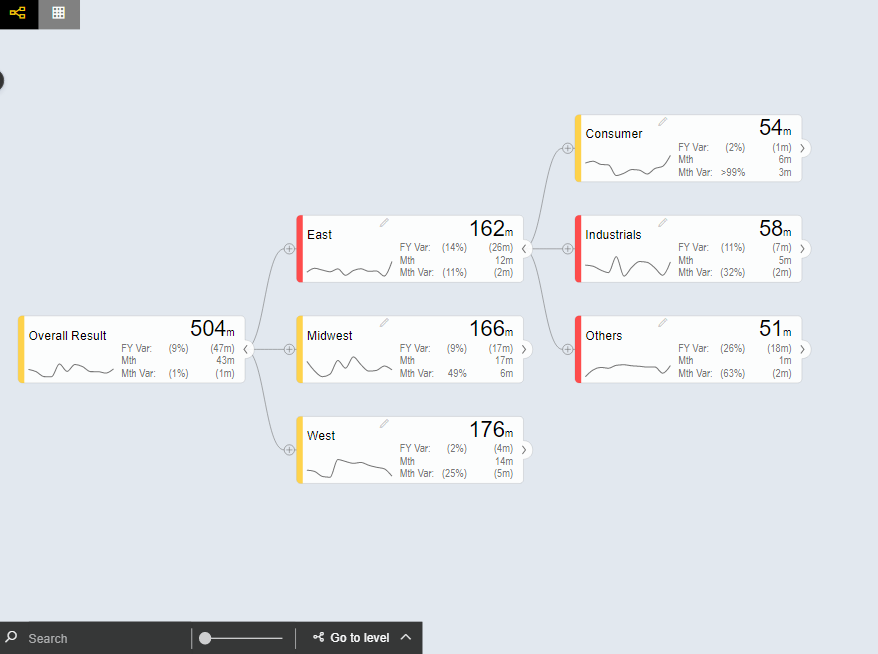 Consumer
54m
FY Var: (2%) (1m)
Mth 6m
Mth Var: >99% 3m
East
162m
FY Var: (14%) (26m)
Mth 12m
Mth Var: (11%) (2m)
Industrials
58m
FY Var: (11%) (7m)
Mth 5m
Mth Var: (32%) (2m)
Overall Result
504m
FY Var: (9%) (47m)
Mth 43m
Mth Var: (1%) (1m)
Midwest
166m
FY Var: (9%) (17m)
Mth 17m
Mth Var: 49% 6m
Others
51m
FY Var: (26%) (18m)
Mth 1m
Mth Var: (63%) (2m)
West
176m
FY Var: (2%) (4m)
Mth 14m
Mth Var: (25%) (5m)
Search
Go to level